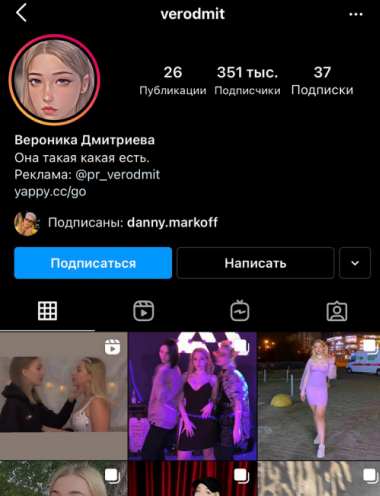 verodmit
26 351 тыс. 37
Публикации Подписчики Подписки
Вероника Дмитриева
Она такая какая есть.
Реклама: @pr_verodmit
yappy.cc/go
Подписаны: danny.markoff
Подписаться Написать